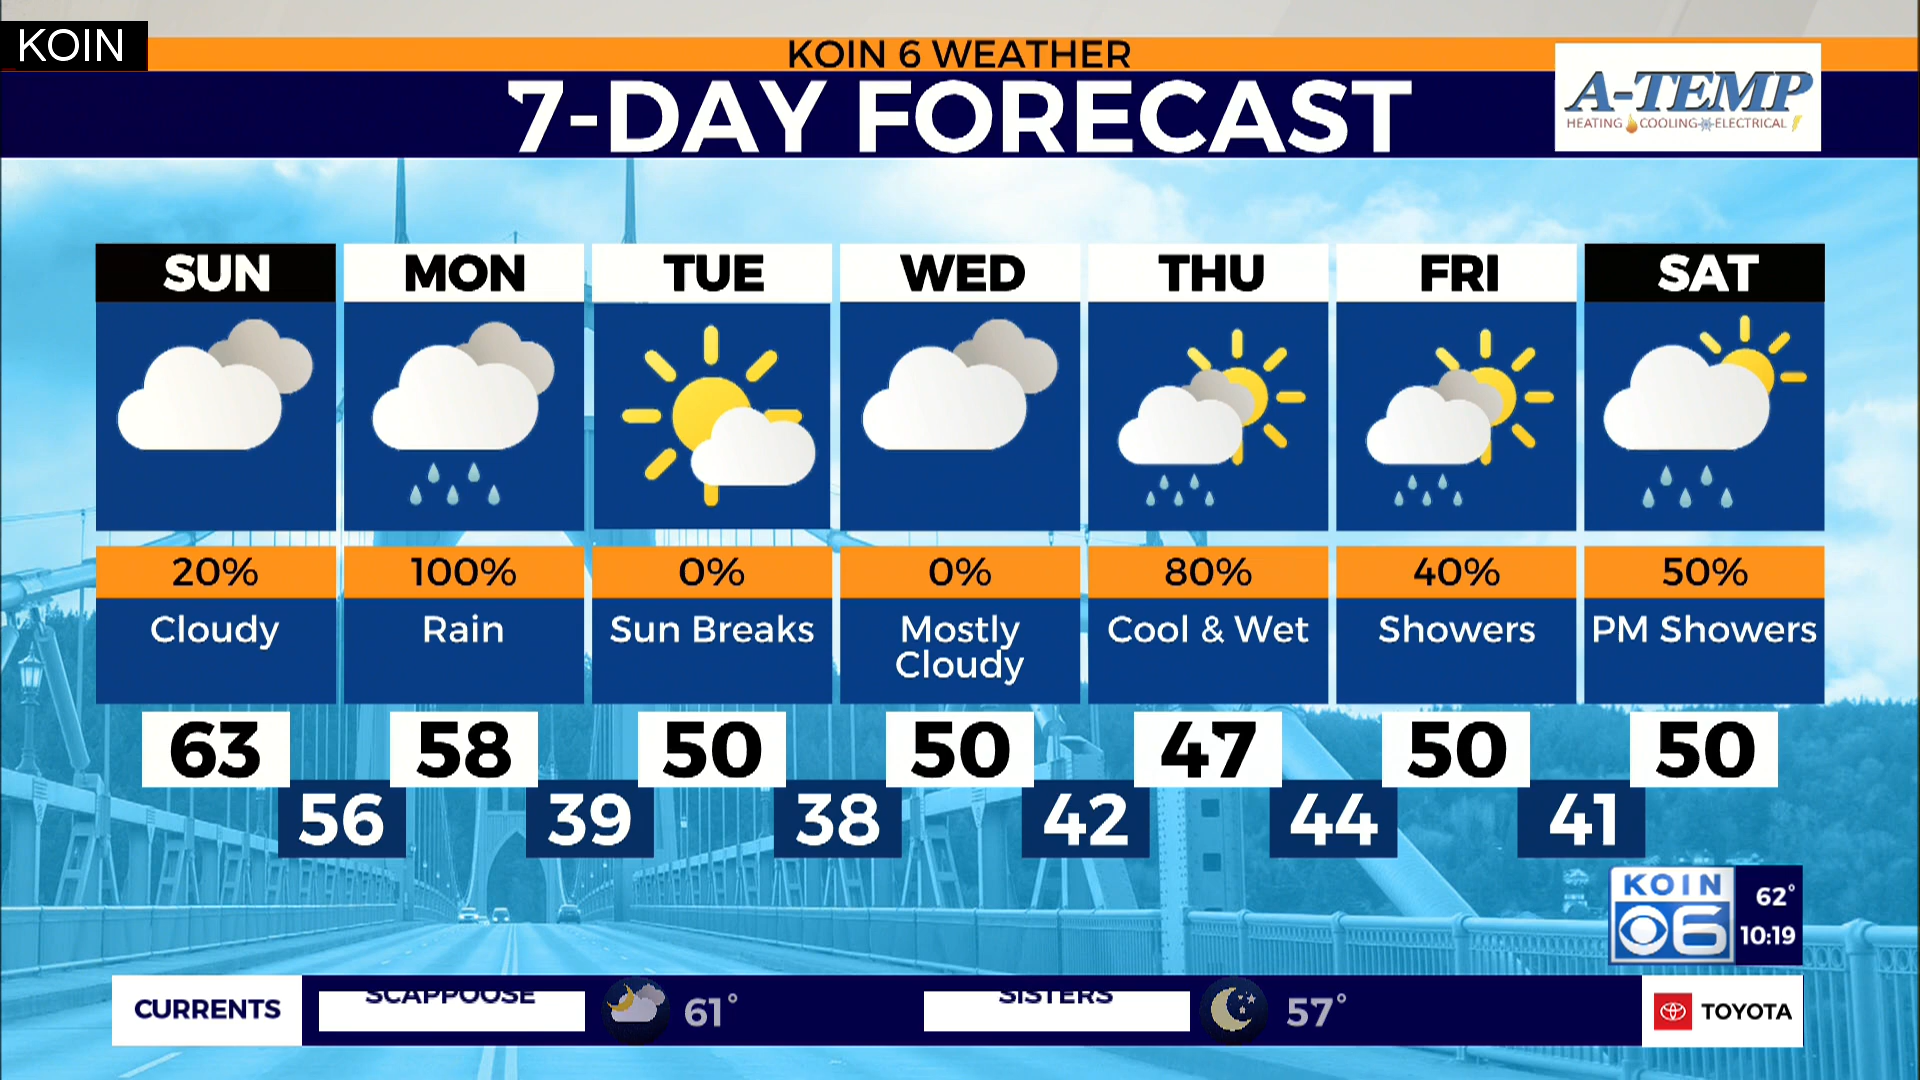 KOIN
KOIN 6 WEATHER
7-DAY FORECAST
A-TEMP
HEATING COOLING ELECTRICAL
SUN MON TUE WED THU FRI SAT
20% 100% 0% 0% 80% 40% 50%
Cloudy Rain Sun Breaks Mostly Cloudy Cool & Wet Showers PM Showers
63 58 50 50 47 50 50
56 39 38 42 44 41
KOIN 6
62°
10:19
CURRENTS SCAPPOOSE 61° SISTERS 57° TOYOTA